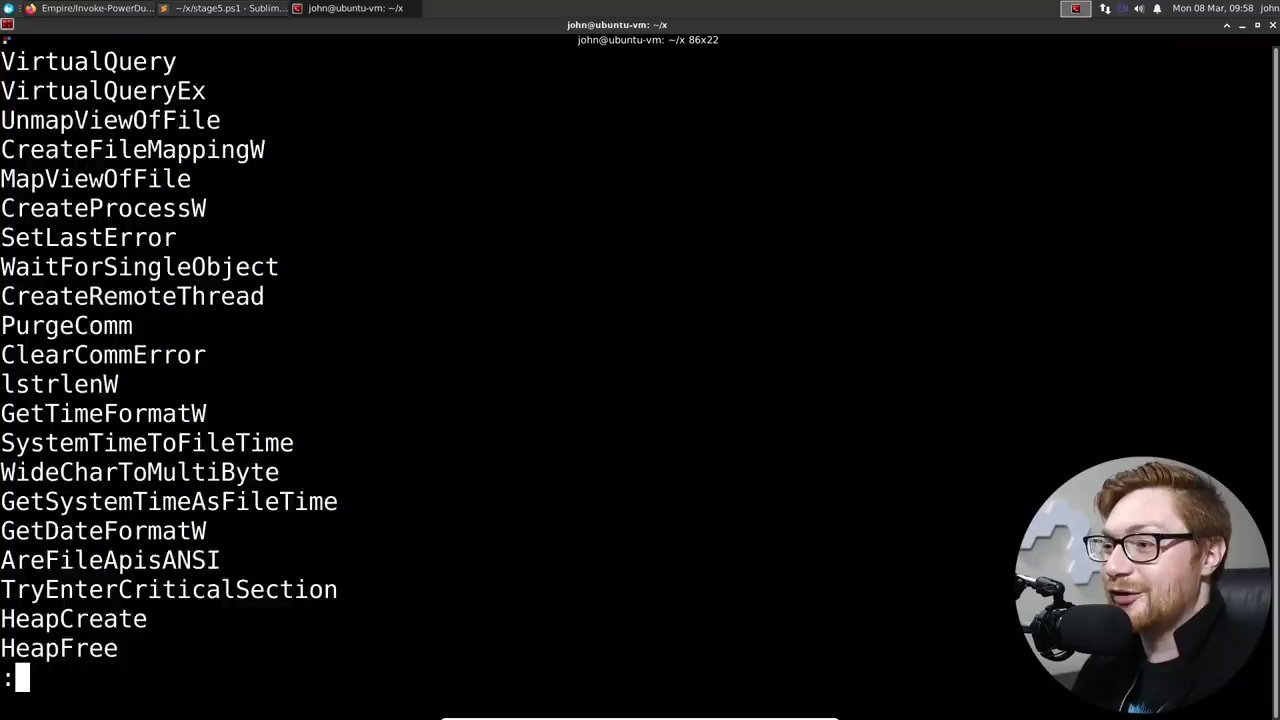 Empire/Invoke-PowerDu...
~/x/stage5.ps1 - Sublim...
john@ubuntu-vm: ~/x
EN
Mon 08 Mar, 09:58
john
john@ubuntu-vm: ~/x
john@ubuntu-vm: ~/x 86x22
VirtualQuery
VirtualQueryEx
UnmapViewOfFile
CreateFileMappingW
MapViewOfFile
CreateProcessW
SetLastError
WaitForSingleObject
CreateRemoteThread
PurgeComm
ClearCommError
lstrlenW
GetTimeFormatW
SystemTimeToFileTime
WideCharToMultiByte
GetSystemTimeAsFileTime
GetDateFormatW
AreFileApisANSI
TryEnterCriticalSection
HeapCreate
HeapFree
: